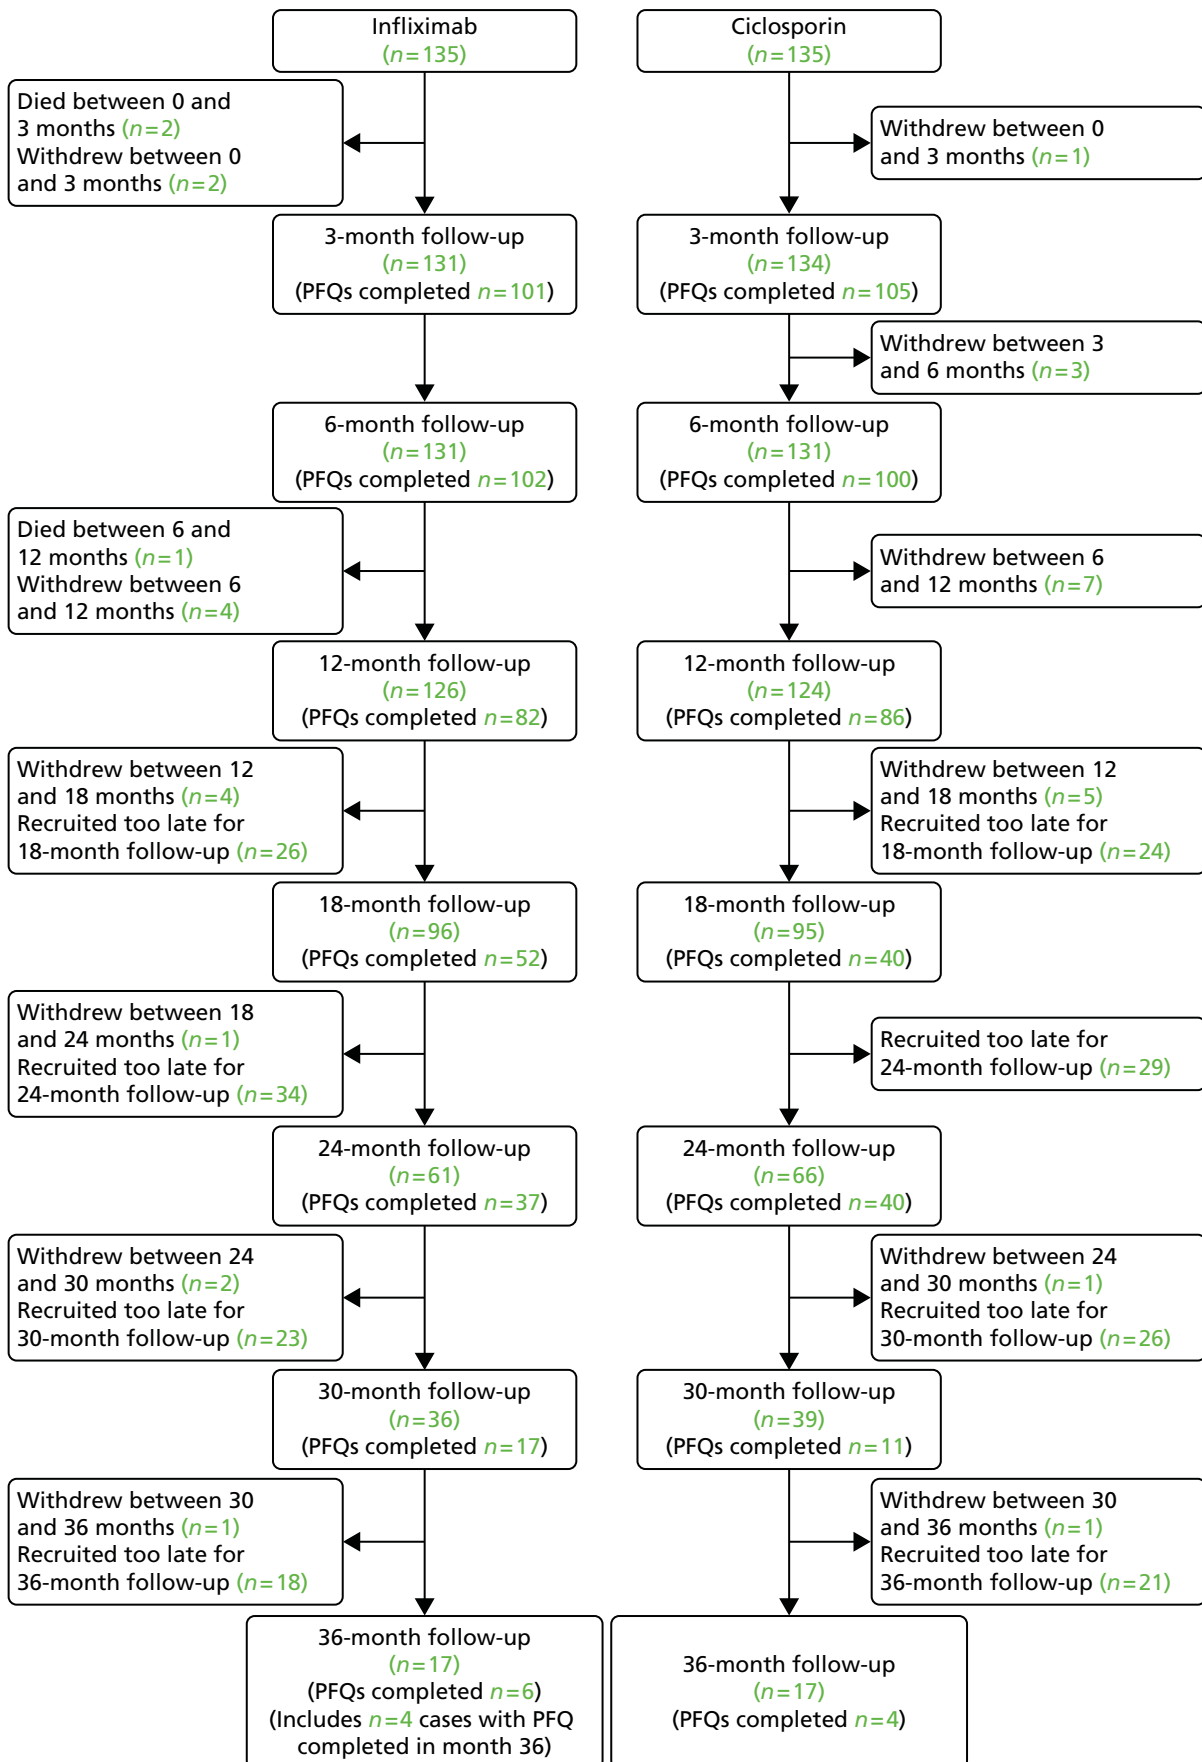 Infliximab
(n=135)
Ciclosporin
(n=135)
Died between 0 and
3 months (n=2)
Withdrew between 0
and 3 months (n=2)
Withdrew between 0
and 3 months (n=1)
3-month follow-up
(n=131)
(PFQs completed n=101)
3-month follow-up
(n=134)
(PFQs completed n=105)
Withdrew between 3
and 6 months (n=3)
6-month follow-up
(n=131)
(PFQs completed n=102)
6-month follow-up
(n=131)
(PFQs completed n=100)
Died between 6 and
12 months (n=1)
Withdrew between 6
and 12 months (n=4)
Withdrew between 6
and 12 months (n=7)
12-month follow-up
(n=126)
(PFQs completed n=82)
12-month follow-up
(n=124)
(PFQs completed n=86)
Withdrew between 12
and 18 months (n=4)
Recruited too late for
18-month follow-up (n=26)
Withdrew between 12
and 18 months (n=5)
Recruited too late for
18-month follow-up (n=24)
18-month follow-up
(n=96)
(PFQs completed n=52)
18-month follow-up
(n=95)
(PFQs completed n=40)
Withdrew between 18
and 24 months (n=1)
Recruited too late for
24-month follow-up (n=34)
Recruited too late for
24-month follow-up (n=29)
24-month follow-up
(n=61)
(PFQs completed n=37)
24-month follow-up
(n=66)
(PFQs completed n=40)
Withdrew between 24
and 30 months (n=2)
Recruited too late for
30-month follow-up (n=23)
Withdrew between 24
and 30 months (n=1)
Recruited too late for
30-month follow-up (n=26)
30-month follow-up
(n=36)
(PFQs completed n=17)
30-month follow-up
(n=39)
(PFQs completed n=11)
Withdrew between 30
and 36 months (n=1)
Recruited too late for
36-month follow-up (n=18)
Withdrew between 30
and 36 months (n=1)
Recruited too late for
36-month follow-up (n=21)
36-month follow-up
(n=17)
(PFQs completed n=6)
(Includes n=4 cases with PFQ
completed in month 36)
36-month follow-up
(n=17)
(PFQs completed n=4)